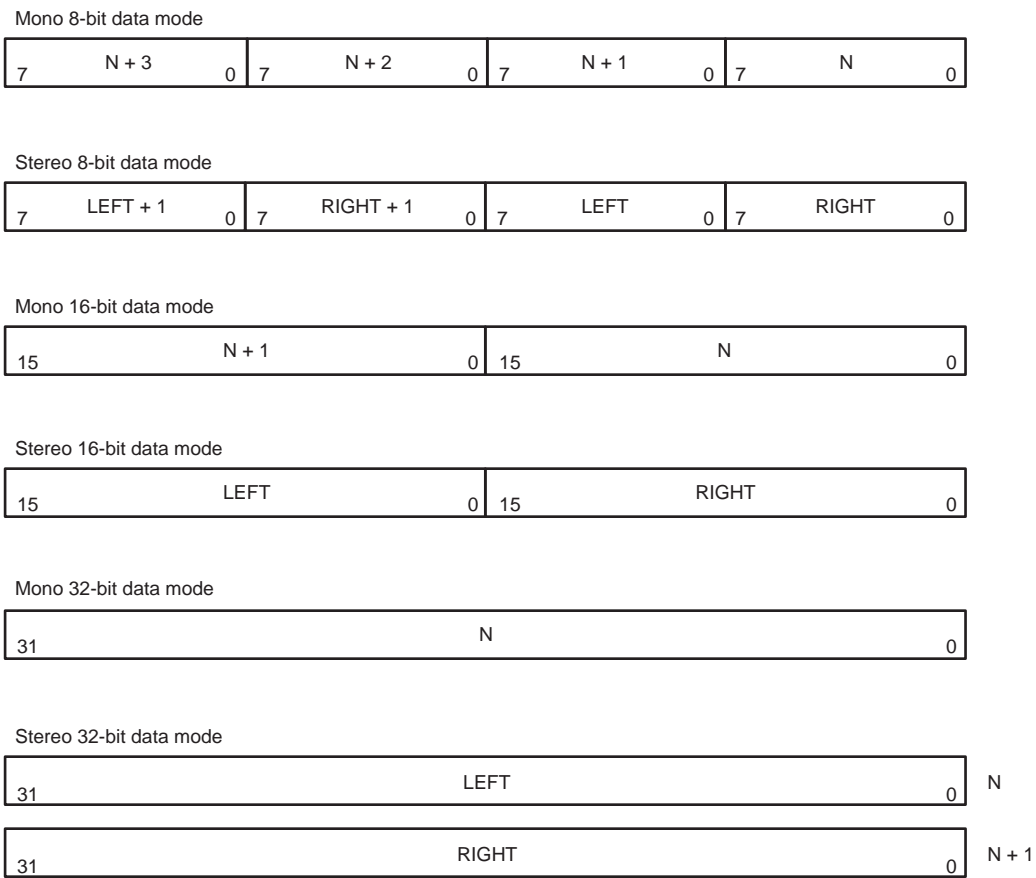 Mono 8-bit data mode
7 N + 3 0 7 N + 2 0 7 N + 1 0 7 N 0
Stereo 8-bit data mode
7 LEFT + 1 0 7 RIGHT + 1 0 7 LEFT 0 7 RIGHT 0
Mono 16-bit data mode
15 N + 1 0 15 N 0
Stereo 16-bit data mode
15 LEFT 0 15 RIGHT 0
Mono 32-bit data mode
31 N 0
Stereo 32-bit data mode
31 LEFT 0 N
31 RIGHT 0 N + 1